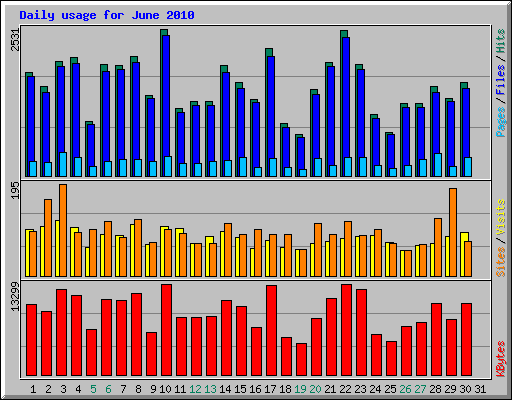 Daily usage for June 2010
2531
Pages / Files / Hits
195
Sites / Visits
13299
KBytes
1 2 3 4 5 6 7 8 9 10 11 12 13 14 15 16 17 18 19 20 21 22 23 24 25 26 27 28 29 30 31